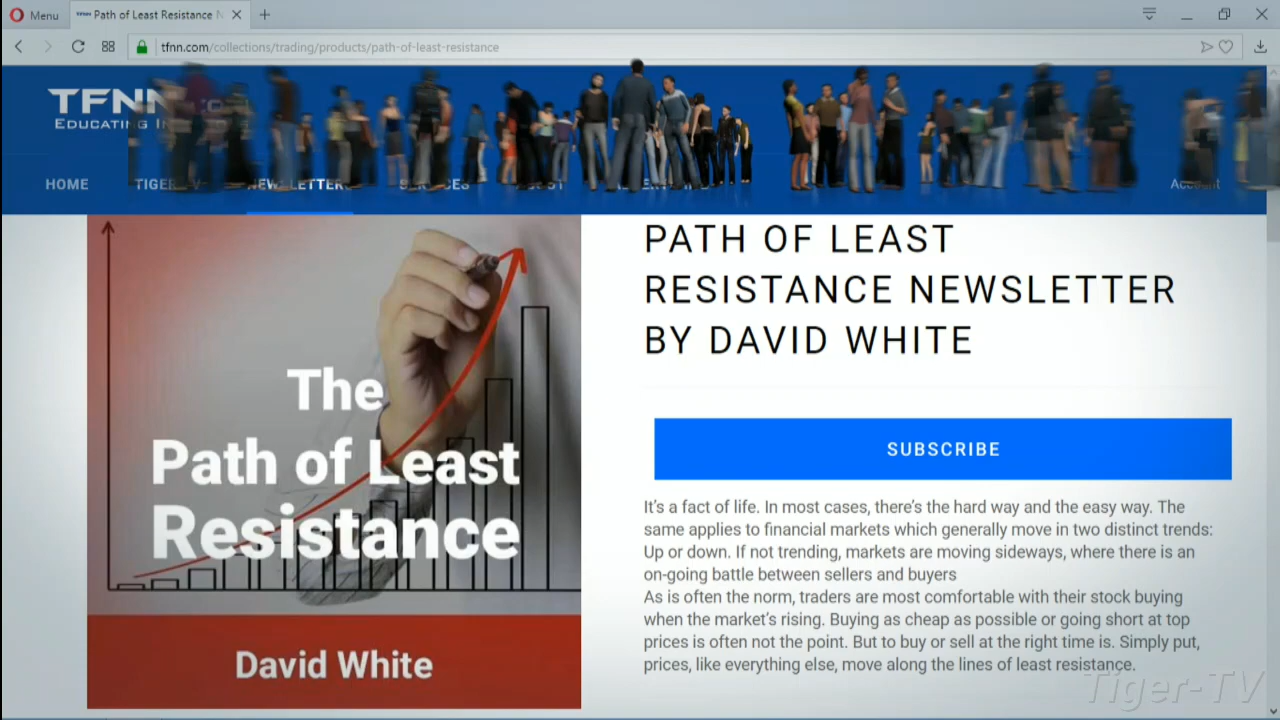 Menu
Path of Least Resistance N
tfnn.com/collections/trading/products/path-of-least-resistance
TFNN
EDUCATING
HOME
TIGER
NEWSLETTER
SERVICES
Account
PATH OF LEAST
RESISTANCE NEWSLETTER
BY DAVID WHITE
SUBSCRIBE
The
Path of Least
Resistance
David White
It's a fact of life. In most cases, there's the hard way and the easy way. The
same applies to financial markets which generally move in two distinct trends:
Up or down. If not trending, markets are moving sideways, where there is an
on-going battle between sellers and buyers
As is often the norm, traders are most comfortable with their stock buying
when the market's rising. Buying as cheap as possible or going short at top
prices is often not the point. But to buy or sell at the right time is. Simply put,
prices, like everything else, move along the lines of least resistance.
Tiger-TV